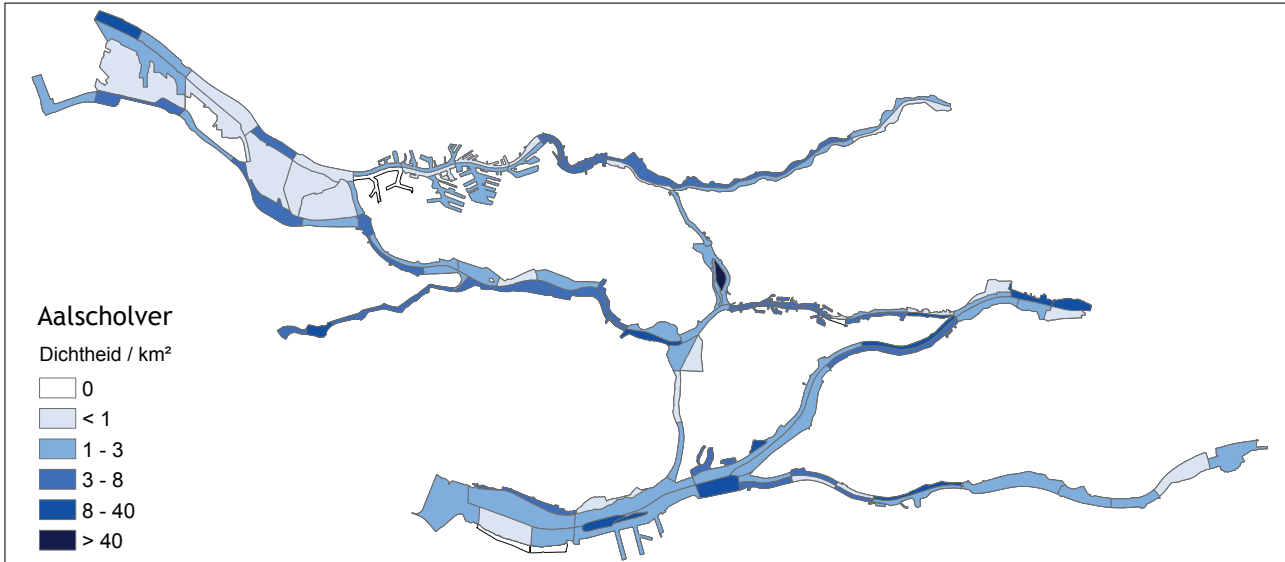 Aalscholver
Dichtheid / km²
0
< 1
1 - 3
3 - 8
8 - 40
> 40